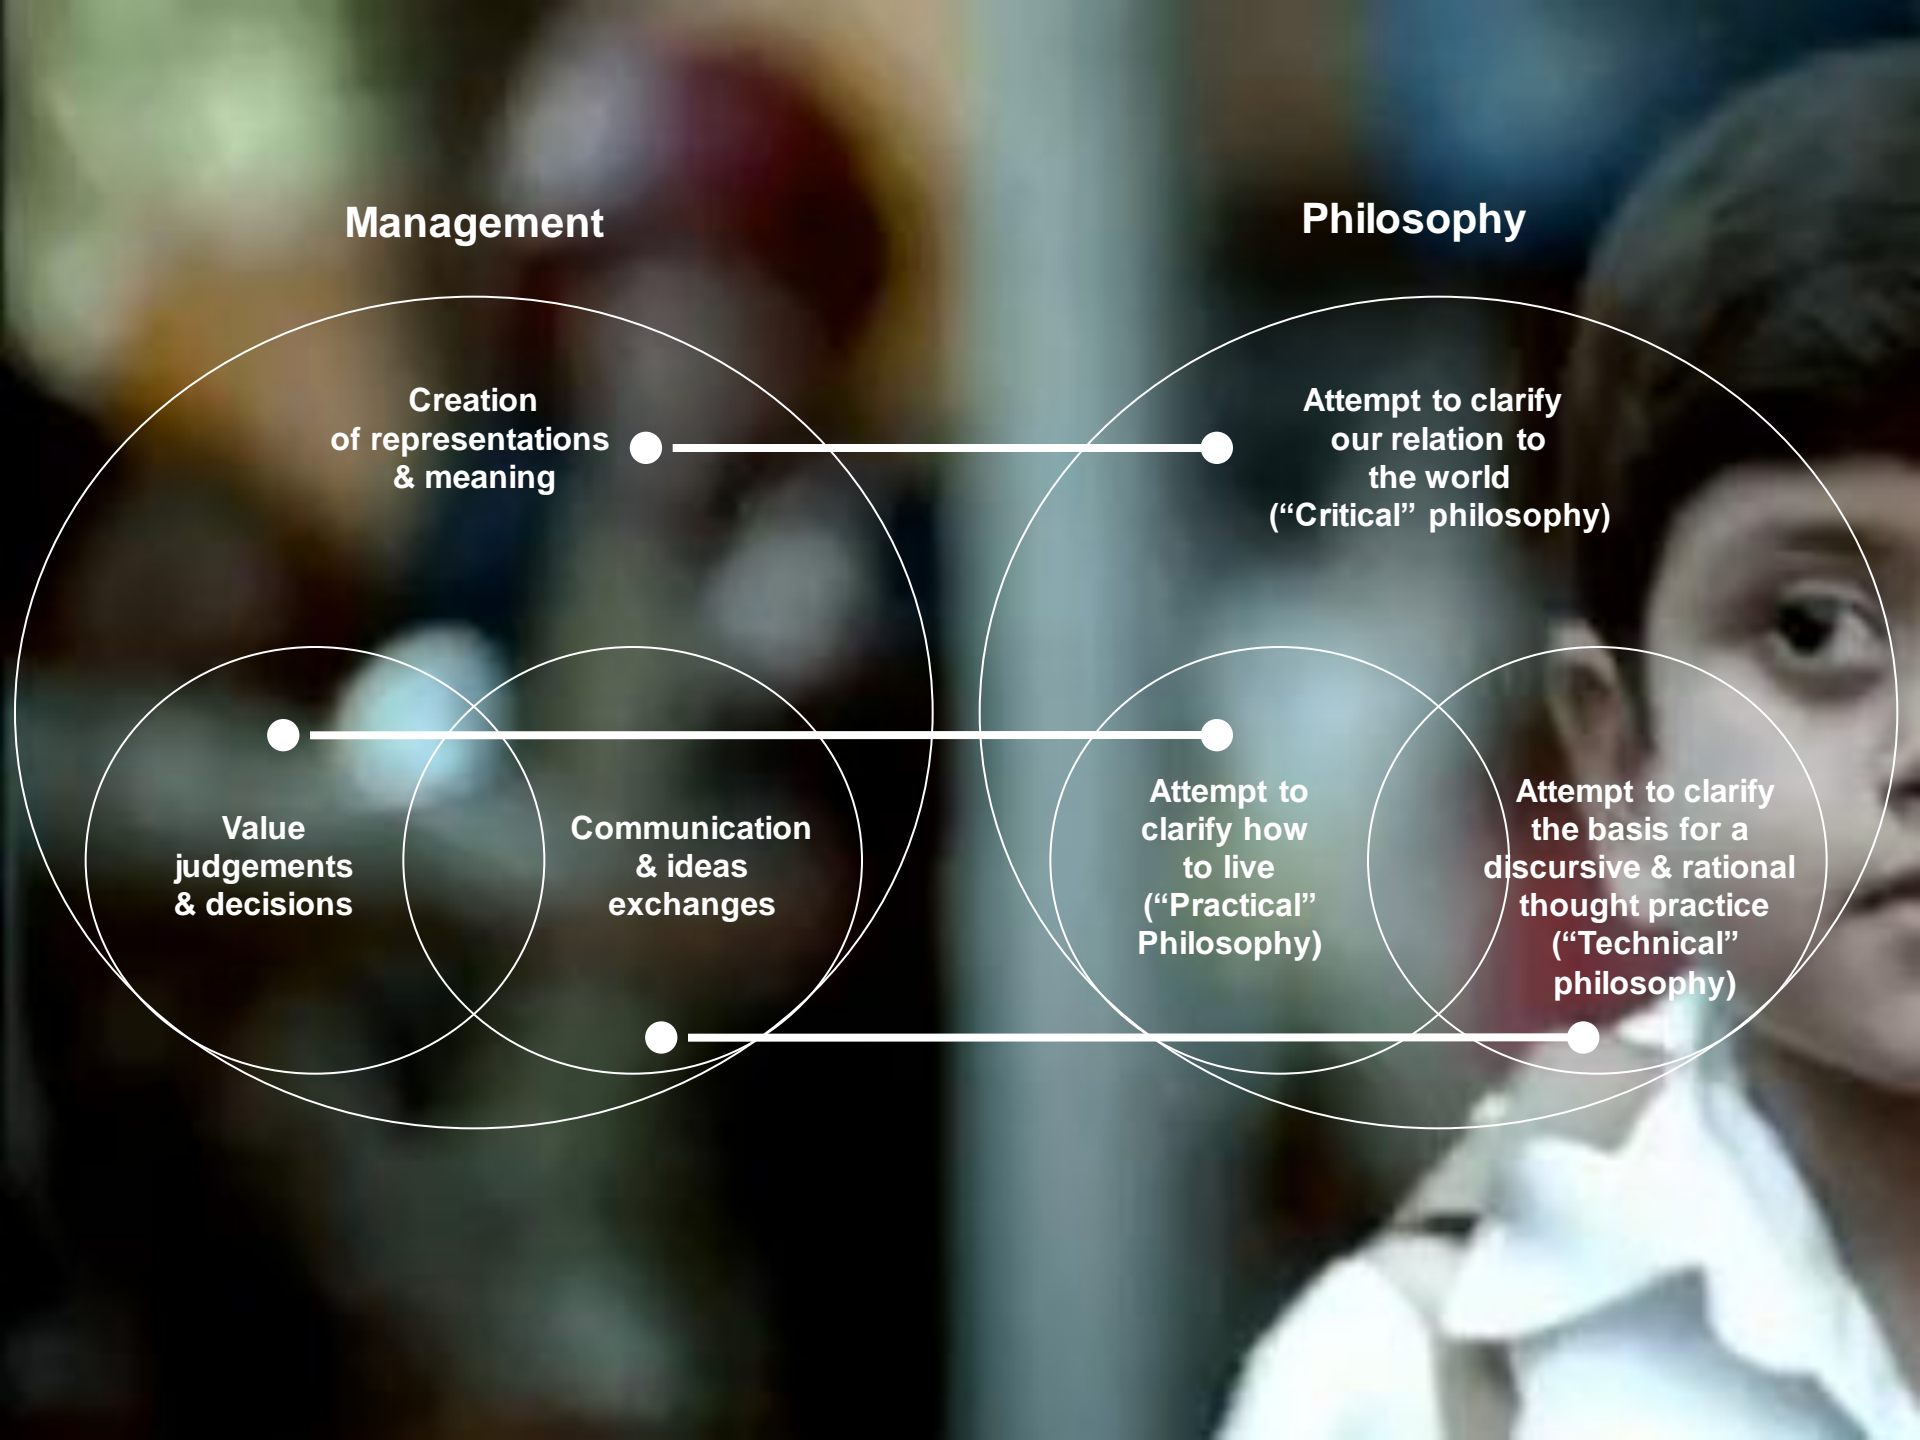 Management
Philosophy
Creation
of representations
& meaning
Attempt to clarify
our relation to
the world
(“Critical” philosophy)
Value
judgements
& decisions
Communication
& ideas
exchanges
Attempt to
clarify how
to live
(“Practical”
Philosophy)
Attempt to clarify
the basis for a
discursive & rational
thought practice
(“Technical”
philosophy)